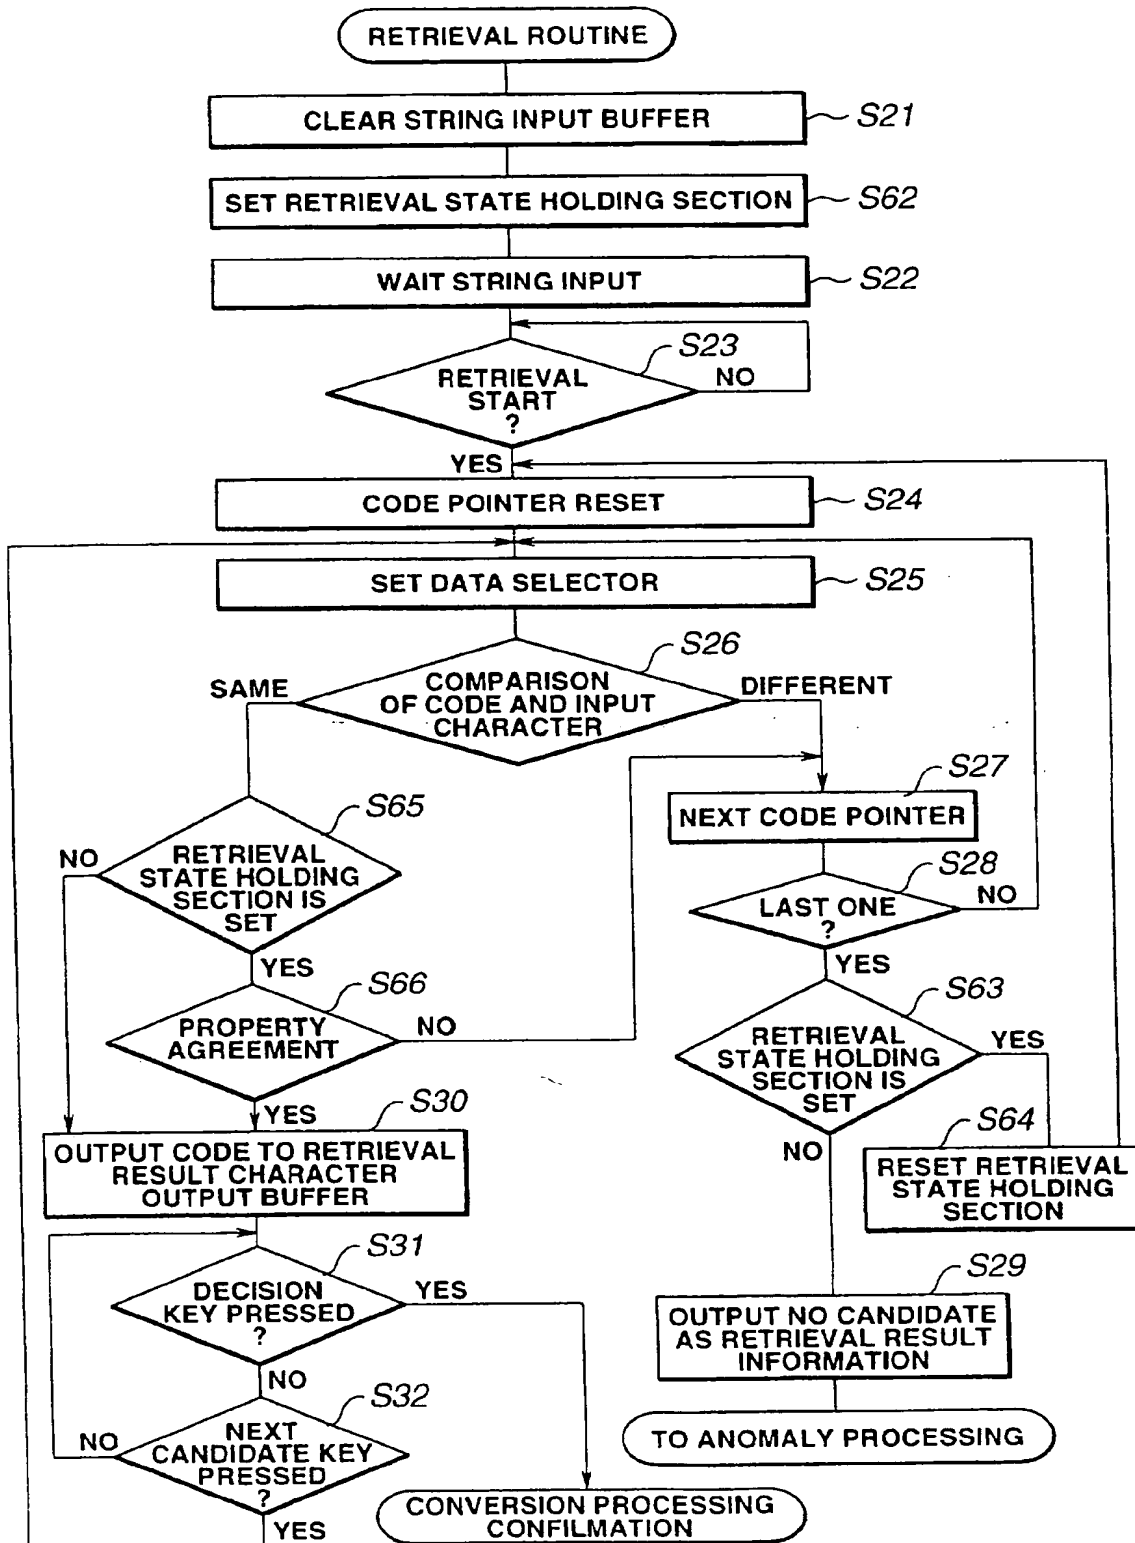 RETRIEVAL ROUTINE
CLEAR STRING INPUT BUFFER
S21
SET RETRIEVAL STATE HOLDING SECTION
S62
WAIT STRING INPUT
S22
S23
RETRIEVAL
START
?
NO
YES
CODE POINTER RESET
S24
SET DATA SELECTOR
S25
S26
COMPARISON
OF CODE AND INPUT
CHARACTER
SAME
DIFFERENT
S27
NEXT CODE POINTER
S65
RETRIEVAL
STATE HOLDING
SECTION IS
SET
NO
YES
S28
LAST ONE
?
NO
YES
S66
PROPERTY
AGREEMENT
NO
YES
S63
RETRIEVAL
STATE HOLDING
SECTION IS
SET
YES
NO
S64
RESET RETRIEVAL
STATE HOLDING
SECTION
S30
OUTPUT CODE TO RETRIEVAL
RESULT CHARACTER
OUTPUT BUFFER
S31
DECISION
KEY PRESSED
?
YES
NO
S29
OUTPUT NO CANDIDATE
AS RETRIEVAL RESULT
INFORMATION
TO ANOMALY PROCESSING
S32
NEXT
CANDIDATE KEY
PRESSED
?
NO
YES
CONVERSION PROCESSING
CONFILMATION